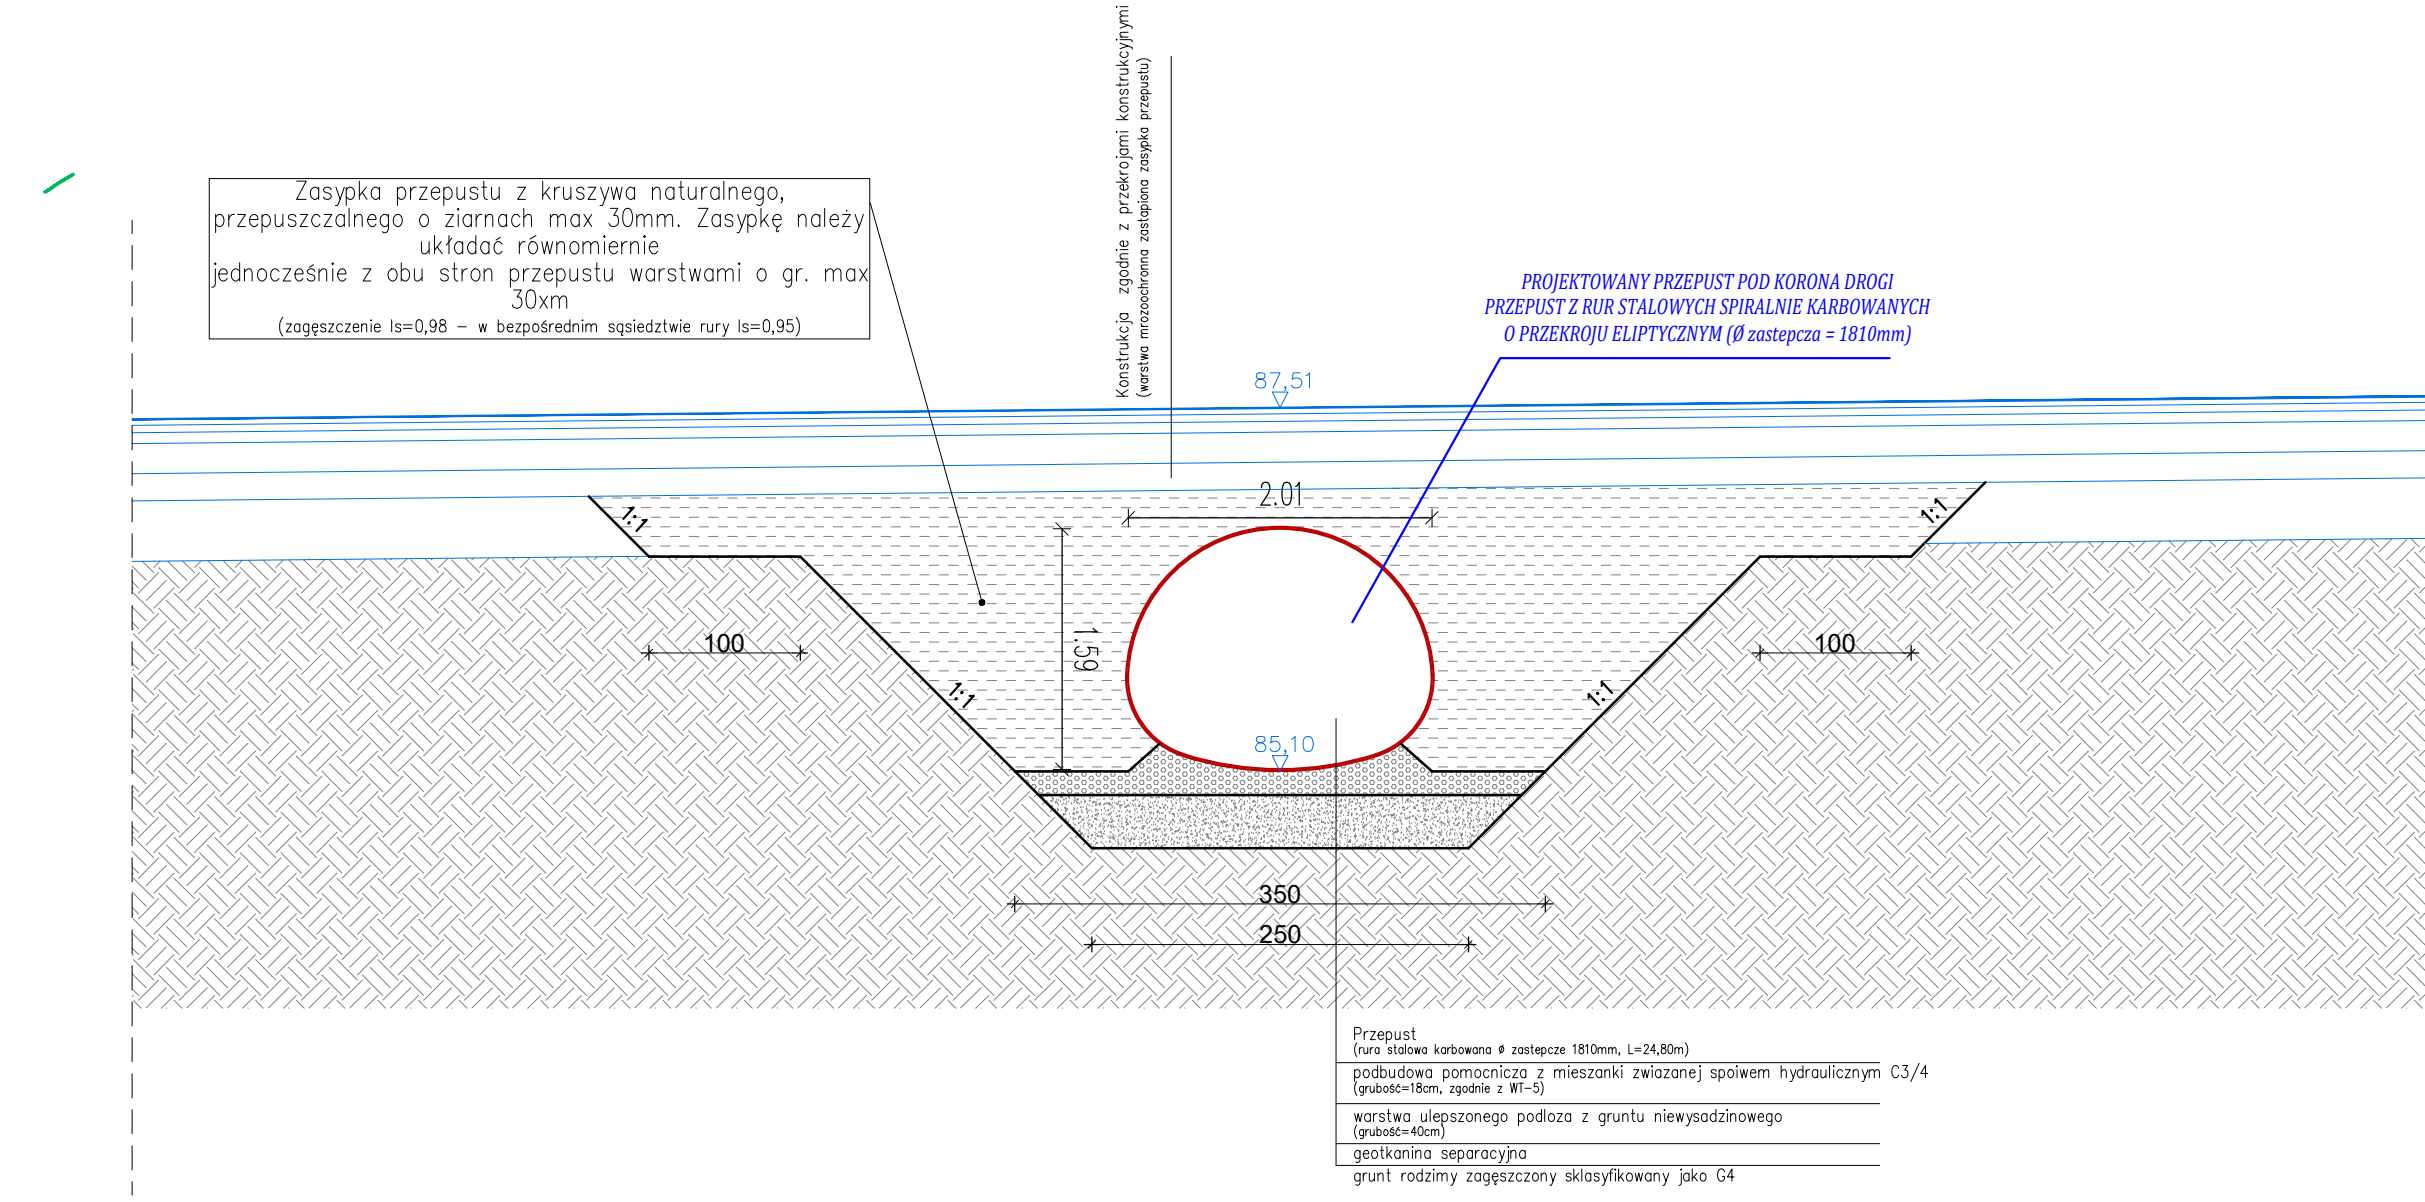 Zasypka przepustu z kruszywa naturalnego,
przepuszczalnego o ziarnach max 30mm. Zasypkę należy
układać równomiernie
jednocześnie z obu stron przepustu warstwami o gr. max
30xm
(zagęszczenie Is=0,98 – w bezpośrednim sąsiedztwie rury Is=0,95)
Konstrukcja zgodnie z przekrojami konstrukcyjnymi
(warstwa mrozoochronna zastapiona zasypka przepustu)
PROJEKTOWANY PRZEPUST POD KORONA DROGI
PRZEPUST Z RUR STALOWYCH SPIRALNIE KARBOWANYCH
O PRZEKROJU ELIPTYCZNYM (Ø zastepcza = 1810mm)
87,51
2.01
1:1
1:1
100
1.59
100
1:1
1:1
85,10
350
250
Przepust
(rura stalowa karbowana ø zastepcze 1810mm, L=24,80m)
podbudowa pomocnicza z mieszanki zwiazanej spoiwem hydraulicznym C3/4
(grubość=18cm, zgodnie z WT–5)
warstwa ulepszonego podloza z gruntu niewysadzinowego
(grubość=40cm)
geotkanina separacyjna
grunt rodzimy zagęszczony sklasyfikowany jako G4